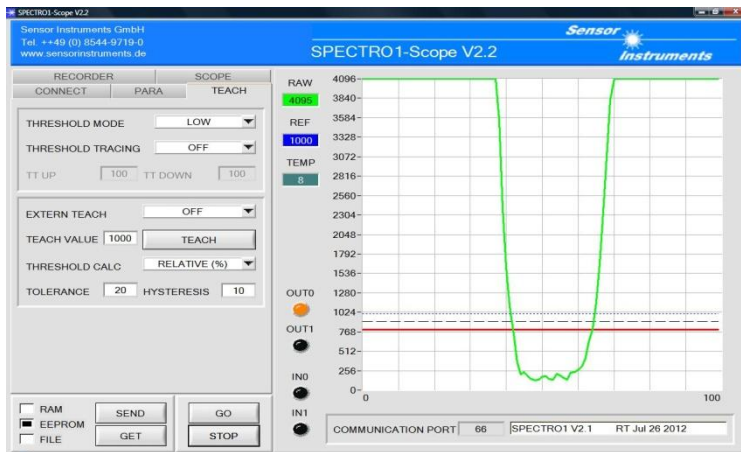 SPECTRO1-Scope V2.2
Sensor Instruments GmbH
Tel. ++49 (0) 8544-9719-0
www.sensorinstruments.de
SPECTRO1-Scope V2.2
Sensor
Instruments
RECORDER SCOPE
CONNECT PARA TEACH
THRESHOLD MODE LOW
THRESHOLD TRACING OFF
TT UP 100 TT DOWN 100
EXTERN TEACH OFF
TEACH VALUE 1000 TEACH
THRESHOLD CALC RELATIVE (%)
TOLERANCE 20 HYSTERESIS 10
RAM
EEPROM
FILE
SEND GO
GET STOP
RAW
4095
REF
1000
TEMP
8
OUT0
OUT1
IN0
IN1
4096
3840
3584
3328
3072
2816
2560
2304
2048
1792
1536
1280
1024
768
512
256
0
0 100
COMMUNICATION PORT 66 SPECTRO1 V2.1 RT Jul 26 2012